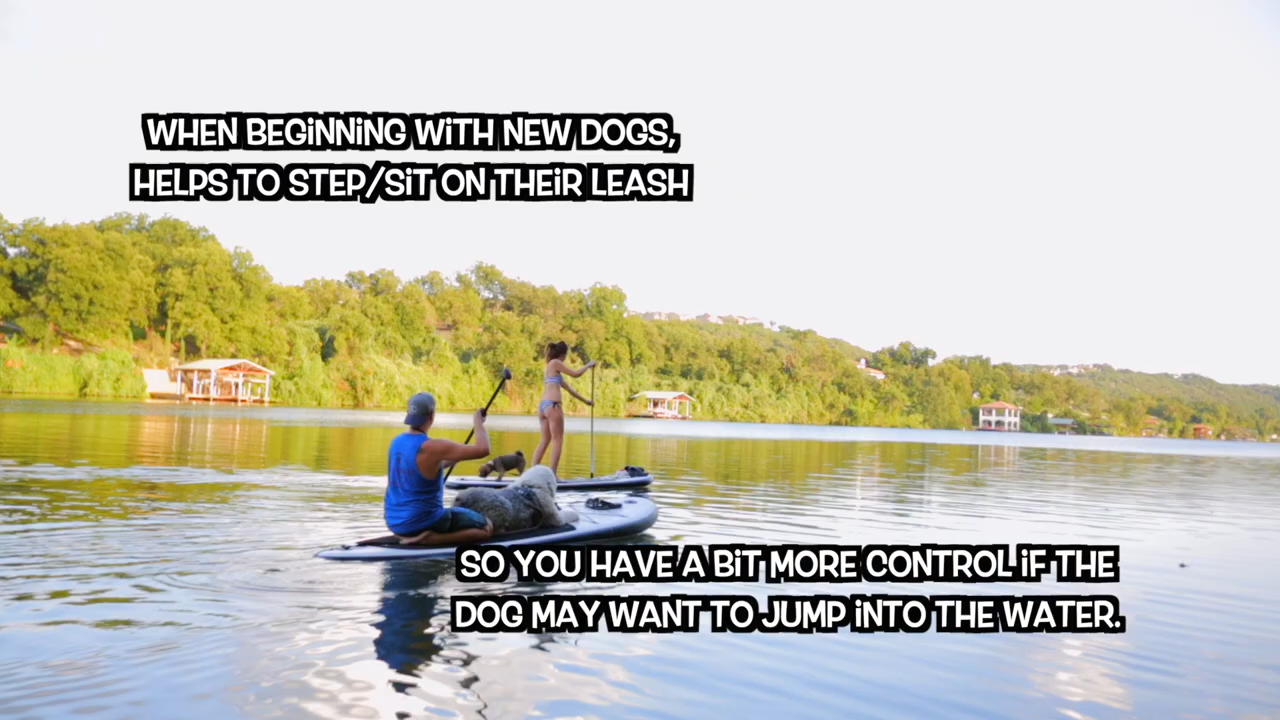 WHEN BEGiNNiNG WiTH NEW DOGS,
HELPS TO STEP/SiT ON THEiR LEASH
SO YOU HAVE A BiT MORE CONTROL iF THE
DOG MAY WANT TO JUMP iNTO THE WATER.